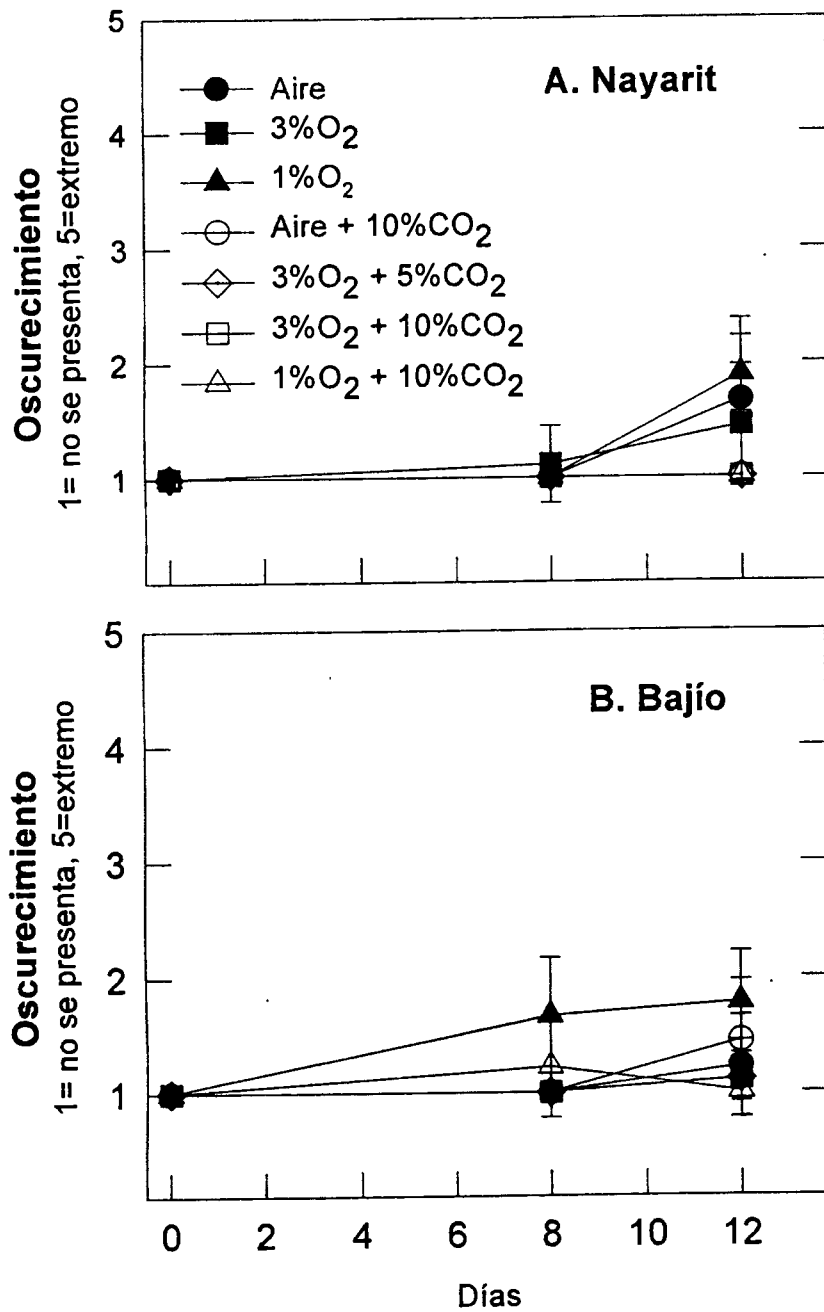 A. Nayarit
Oscurecimiento
1= no se presenta, 5=extremo
5
4
3
2
1
Aire
3%O₂
1%O₂
Aire + 10%CO₂
3%O₂ + 5%CO₂
3%O₂ + 10%CO₂
1%O₂ + 10%CO₂
B. Bajío
Oscurecimiento
1= no se presenta, 5=extremo
5
4
3
2
1
0 2 4 6 8 10 12
Días